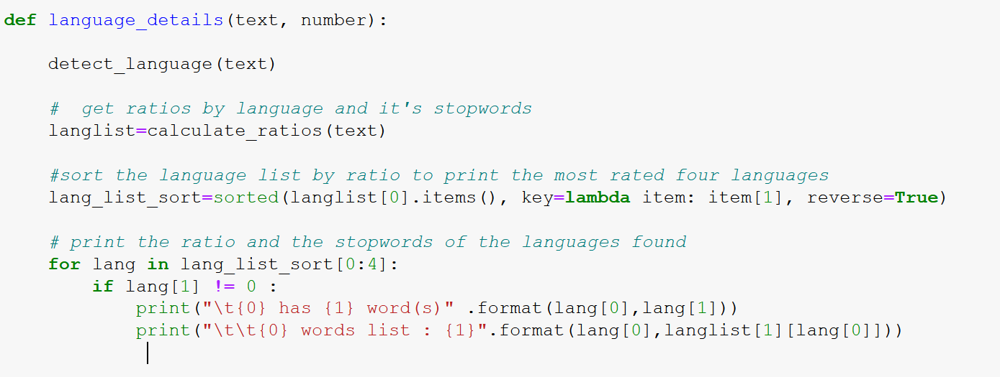 def language_details(text, number):
detect_language(text)
#  get ratios by language and it's stopwords
langlist=calculate_ratios(text)
#sort the language list by ratio to print the most rated four languages
lang_list_sort=sorted(langlist[0].items(), key=lambda item: item[1], reverse=True)
# print the ratio and the stopwords of the languages found
for lang in lang_list_sort[0:4]:
if lang[1] != 0 :
print("\t{0} has {1} word(s)" .format(lang[0],lang[1]))
print("\t\t{0} words list : {1}".format(lang[0],langlist[1][lang[0]]))